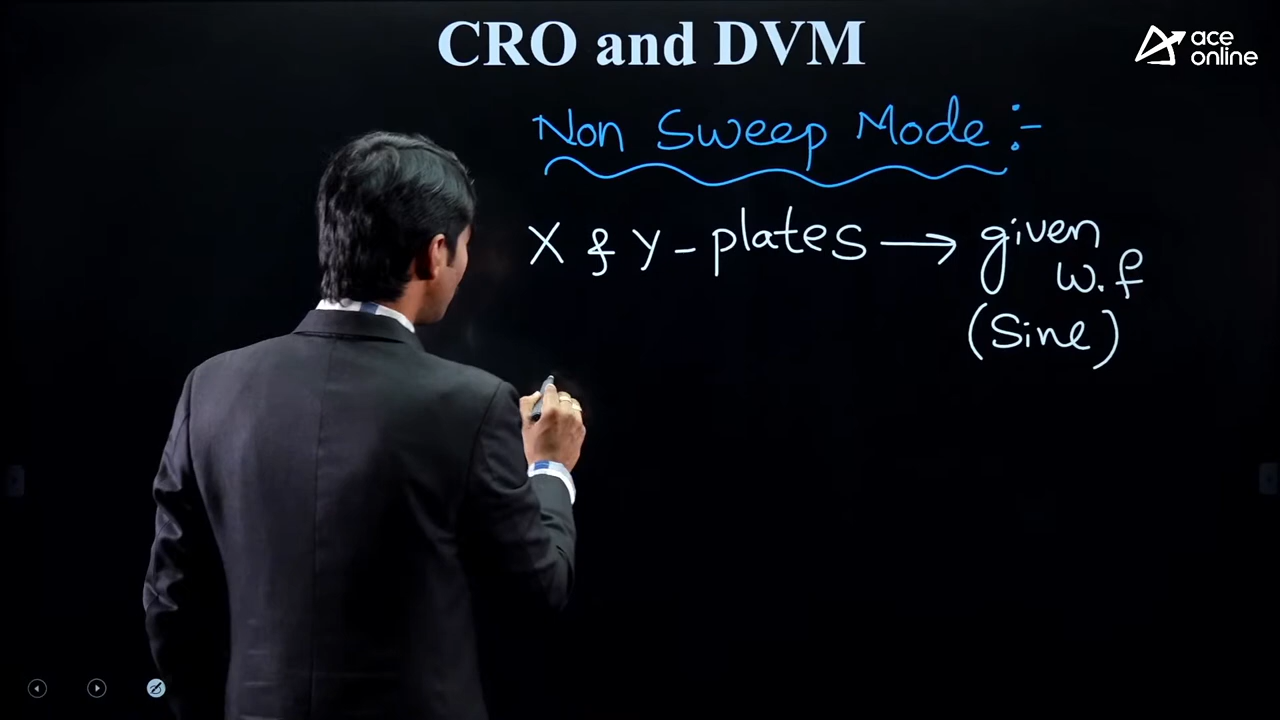 CRO and DVM
ace
online
Non Sweep Mode :-
X & Y - plates → given
w.f
(Sine)